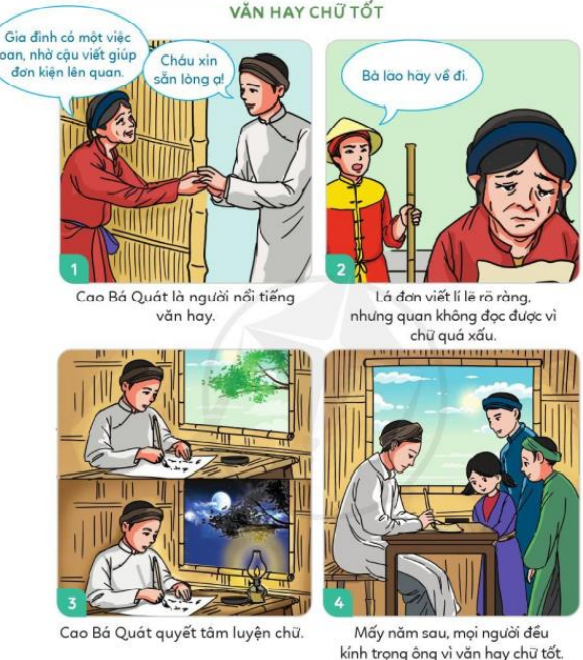 VĂN HAY CHỮ TỐT
Gia đình có một việc
oan, nhờ cậu viết giúp
đơn kiện lên quan.
Cháu xin
sẵn lòng ạ!
1
Cao Bá Quát là người nổi tiếng
văn hay.
Bà lão hãy về đi.
2
Lá đơn viết lí lẽ rõ ràng,
nhưng quan không đọc được vì
chữ quá xấu.
3
Cao Bá Quát quyết tâm luyện chữ.
4
Mấy năm sau, mọi người đều
kính trọng ông vì văn hay chữ tốt.